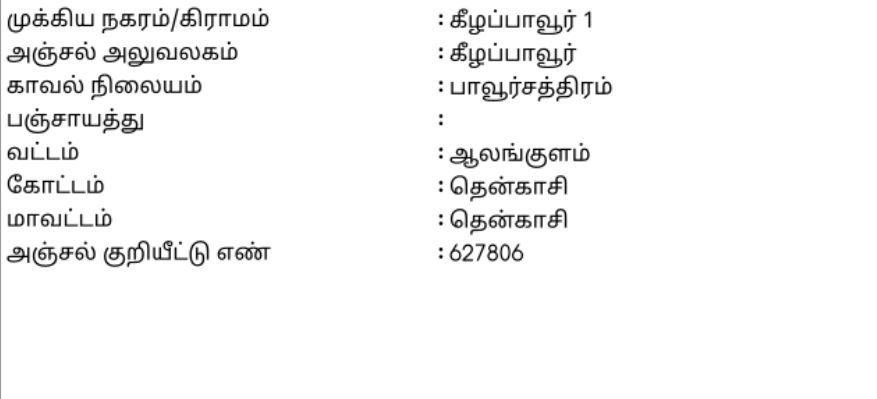 முக்கிய நகரம்/கிராமம் : கீழப்பாவூர் 1
அஞ்சல் அலுவலகம் : கீழப்பாவூர்
காவல் நிலையம் : பாவூர்சத்திரம்
பஞ்சாயத்து :
வட்டம் : ஆலங்குளம்
கோட்டம் : தென்காசி
மாவட்டம் : தென்காசி
அஞ்சல் குறியீட்டு எண் : 627806